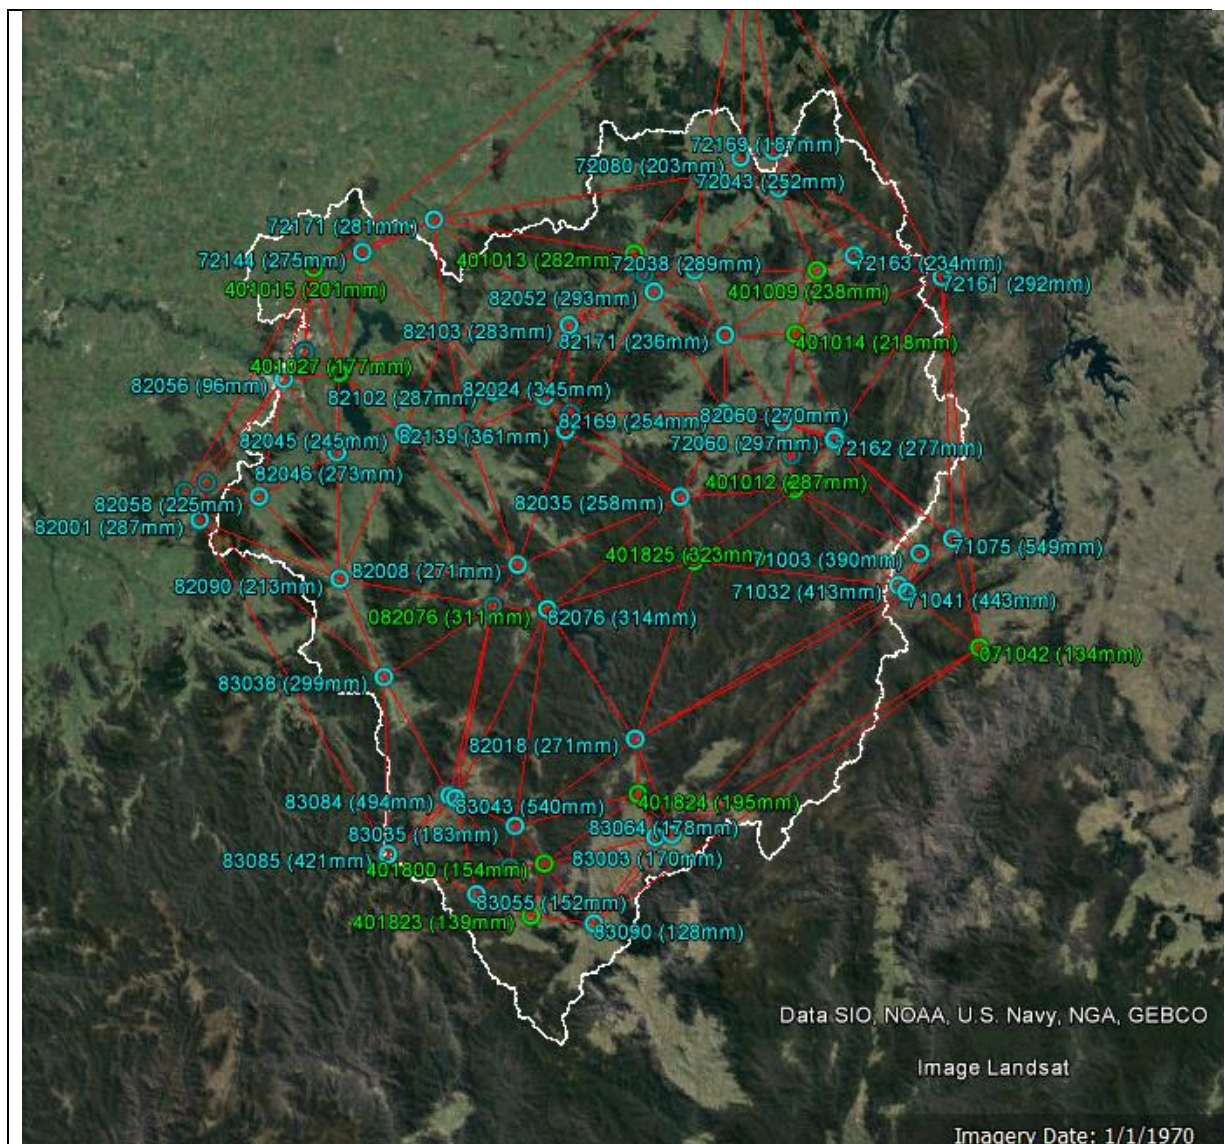 72169 (187mm)
72080 (203mm)
72043 (252mm)
72171 (281mm)
72144 (275mm)
401013 (282mm)
72038 (289mm)
72163 (234mm)
72161 (292mm)
401015 (201mm)
401009 (238mm)
82052 (293mm)
82103 (283mm)
82171 (236mm)
401014 (218mm)
401027 (177mm)
82056 (96mm)
82102 (287mm)
82024 (345mm)
82169 (254mm)
82060 (270mm)
82045 (245mm)
82139 (361mm)
72060 (297mm)
72162 (277mm)
82046 (273mm)
401012 (287mm)
82058 (225mm)
82035 (258mm)
82001 (287mm)
71075 (549mm)
401825 (323mm)
71003 (390mm)
82008 (271mm)
82090 (213mm)
71032 (413mm)
71041 (443mm)
082076 (311mm)
82076 (314mm)
071042 (134mm)
83038 (299mm)
82018 (271mm)
83084 (494mm)
83043 (540mm)
401824 (195mm)
83035 (183mm)
83064 (178mm)
83085 (421mm)
401800 (154mm)
83003 (170mm)
83055 (152mm)
401823 (139mm)
83090 (128mm)
Data SIO, NOAA, U.S. Navy, NGA, GEBCO
Image Landsat
Imagery Date: 1/1/1970